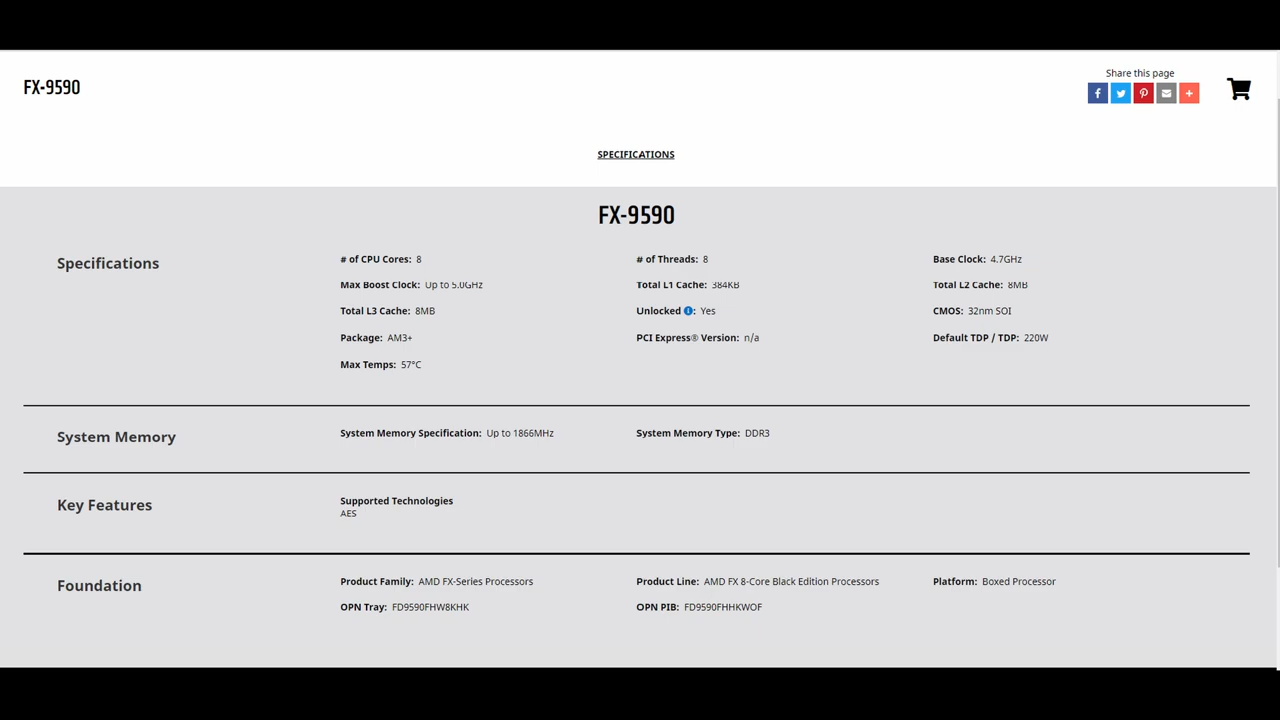 FX-9590
Share this page
SPECIFICATIONS
FX-9590
Specifications
# of CPU Cores: 8
# of Threads: 8
Base Clock: 4.7GHz
Max Boost Clock: Up to 5.0GHz
Total L1 Cache: 384KB
Total L2 Cache: 8MB
Total L3 Cache: 8MB
Unlocked : Yes
CMOS: 32nm SOI
Package: AM3+
PCI Express® Version: n/a
Default TDP / TDP: 220W
Max Temps: 57°C
System Memory
System Memory Specification: Up to 1866MHz
System Memory Type: DDR3
Key Features
Supported Technologies
AES
Foundation
Product Family: AMD FX-Series Processors
Product Line: AMD FX 8-Core Black Edition Processors
Platform: Boxed Processor
OPN Tray: FD9590FHW8KHK
OPN PIB: FD9590FHHKWOF